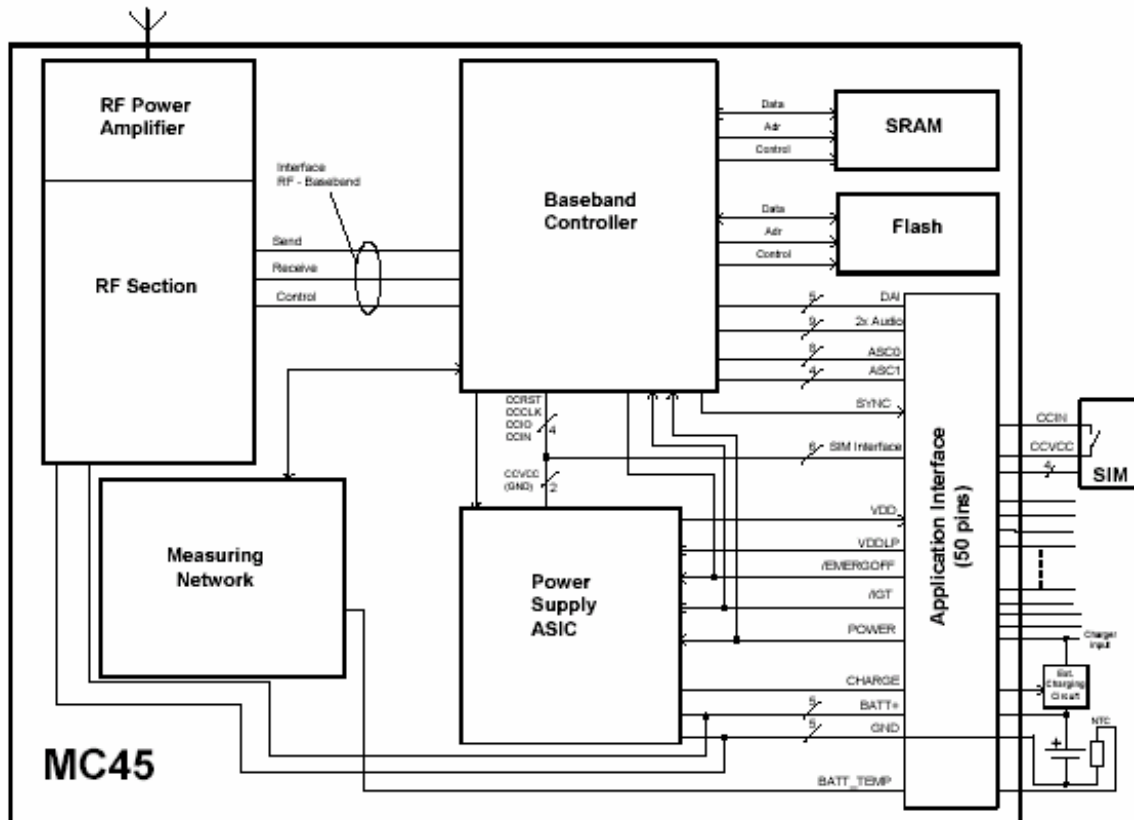 RF Power
Amplifier
RF Section
Interface
RF - Baseband
Send
Receive
Control
Baseband
Controller
Data
Adr
Control
SRAM
Data
Adr
Control
Flash
5
DAI
9
2x Audio
8
ASC0
4
ASC1
SYNC
CCRST
CCCLK
CCIO
CCIN
4
6
SIM Interface
CCVCC
(GND)
2
CCIN
CCVCC
4
SIM
Measuring
Network
Power
Supply
ASIC
VDD
VDDLP
/EMERGOFF
/IGT
POWER
CHARGE
5
BATT+
5
GND
BATT_TEMP
Application Interface
(50 pins)
Charger
input
Ext.
Charging
Circuit
+
NTC
MC45